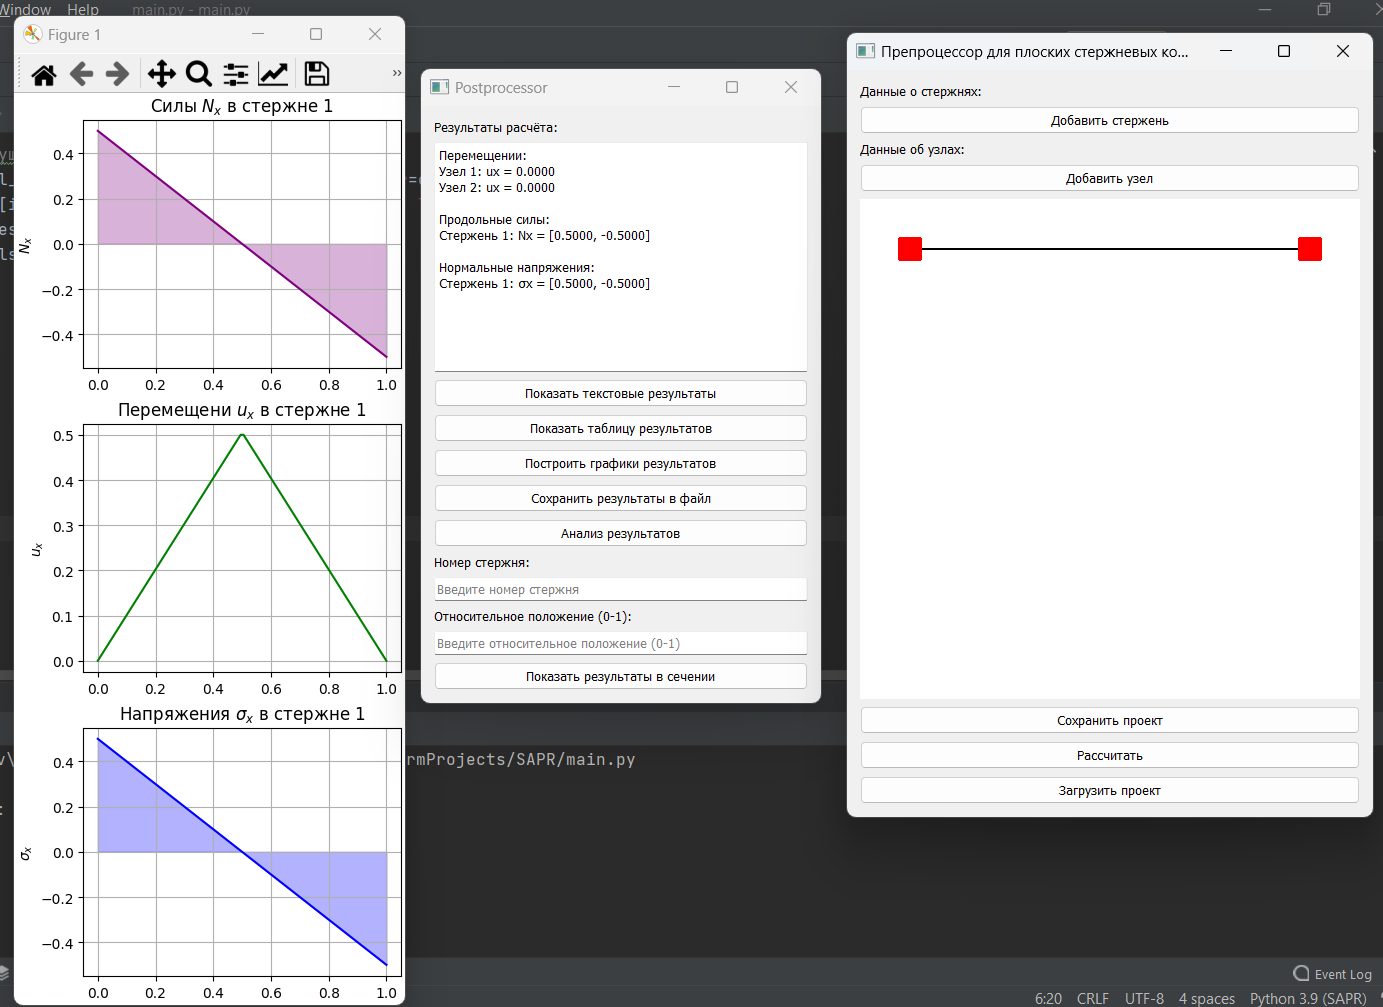 Window Help main.py - main.py
Figure 1
Силы Nx в стержне 1
Nx
0.4
0.2
0.0
−0.2
−0.4
0.0 0.2 0.4 0.6 0.8 1.0
Перемещени ux в стержне 1
ux
0.5
0.4
0.3
0.2
0.1
0.0
0.0 0.2 0.4 0.6 0.8 1.0
Напряжения σx в стержне 1
σx
0.4
0.2
0.0
−0.2
−0.4
0.0 0.2 0.4 0.6 0.8 1.0
Postprocessor
Результаты расчёта:
Перемещении:
Узел 1: ux = 0.0000
Узел 2: ux = 0.0000
Продольные силы:
Стержень 1: Nx = [0.5000, -0.5000]
Нормальные напряжения:
Стержень 1: σx = [0.5000, -0.5000]
Показать текстовые результаты
Показать таблицу результатов
Построить графики результатов
Сохранить результаты в файл
Анализ результатов
Номер стержня:
Введите номер стержня
Относительное положение (0-1):
Введите относительное положение (0-1)
Показать результаты в сечении
Препроцессор для плоских стержневых ко...
Данные о стержнях:
Добавить стержень
Данные об узлах:
Добавить узел
Сохранить проект
Рассчитать
Загрузить проект
rmProjects/SAPR/main.py
Event Log
6:20 CRLF UTF-8 4 spaces Python 3.9 (SAPR)